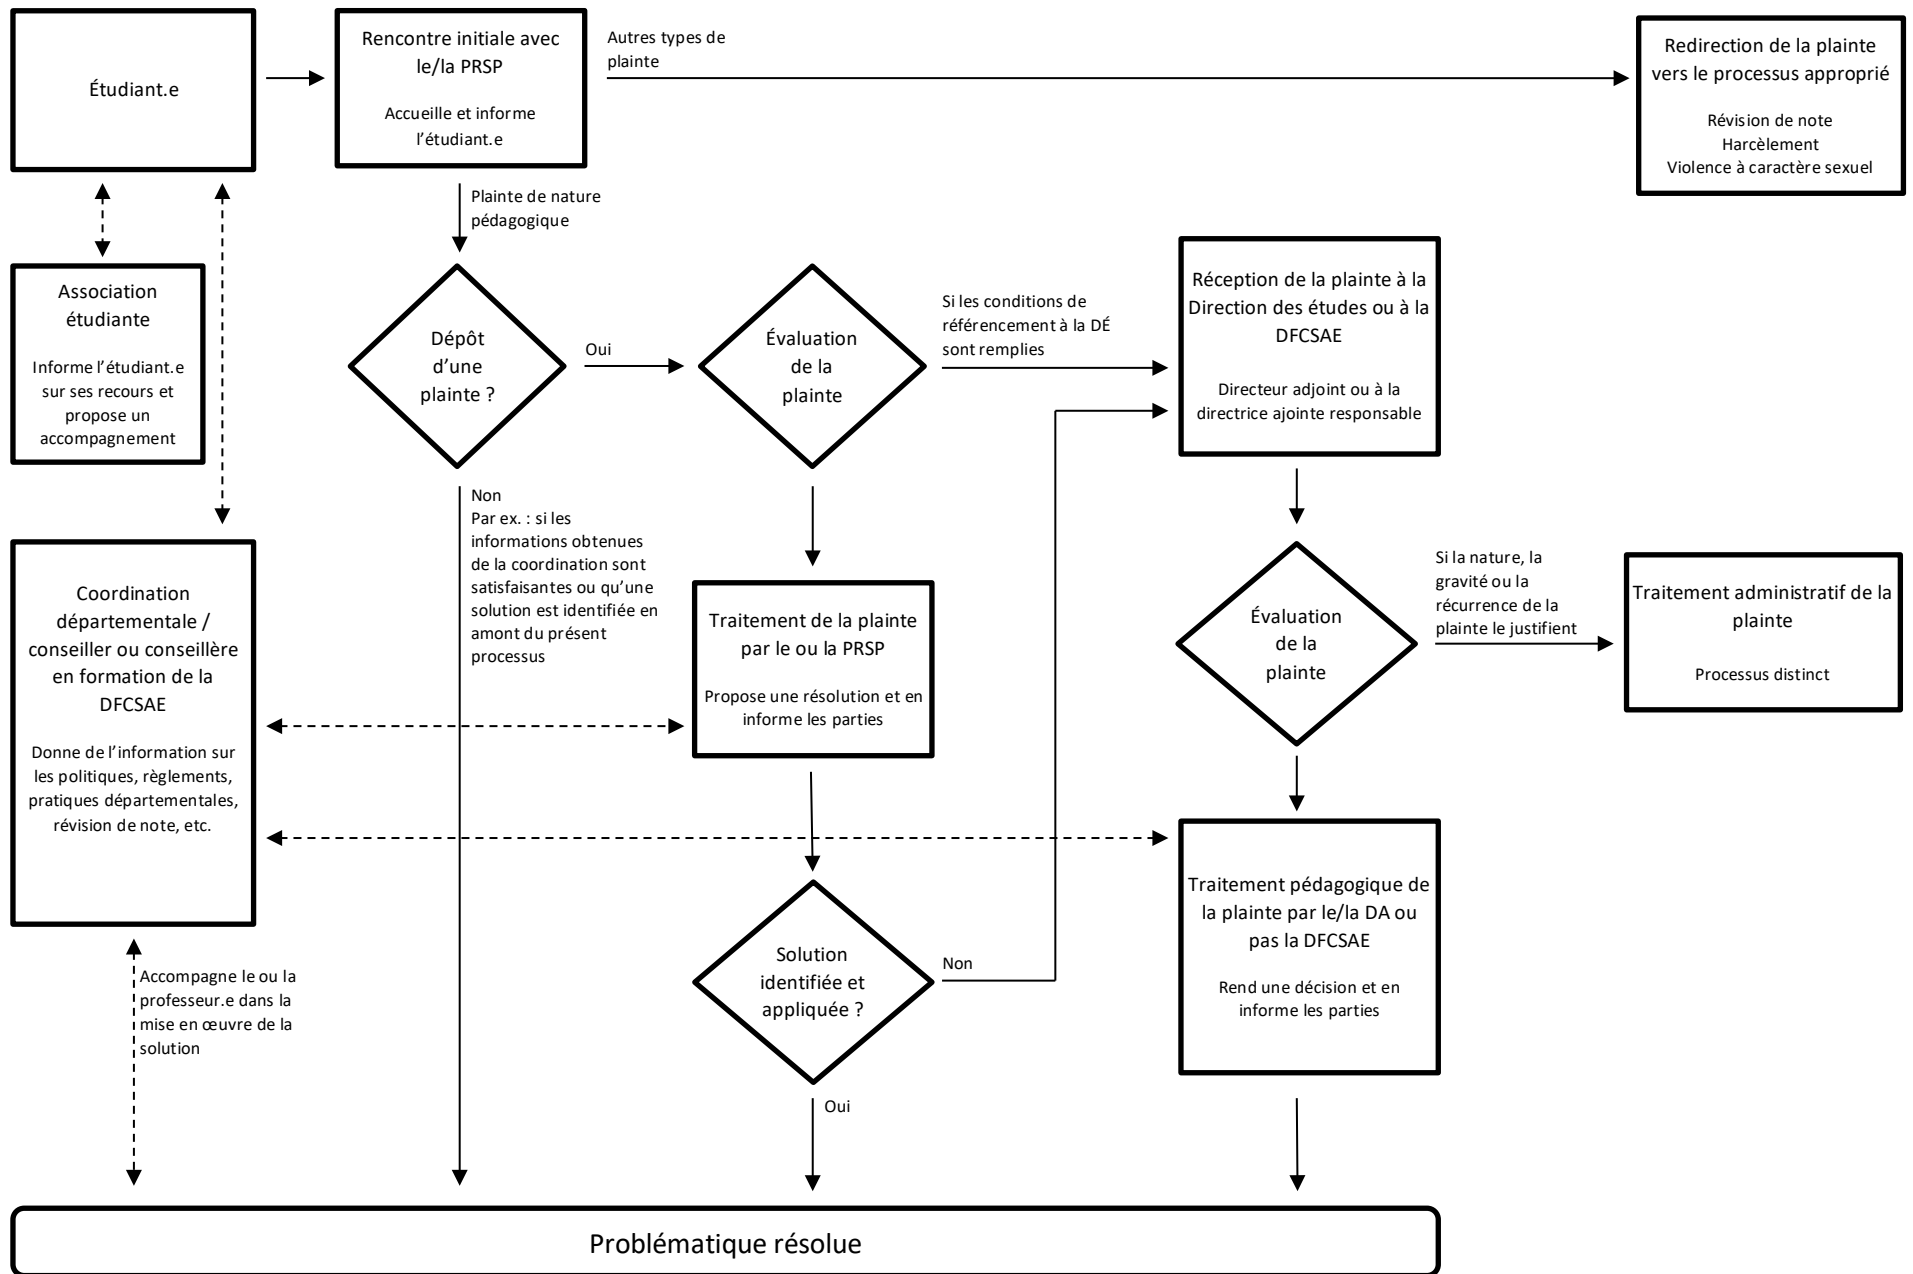 Étudiant.e
Rencontre initiale avec
le/la PRSP
Accueille et informe
l’étudiant.e
Autres types de
plainte
Redirection de la plainte
vers le processus approprié
Révision de note
Harcèlement
Violence à caractère sexuel
Plainte de nature
pédagogique
Association
étudiante
Informe l’étudiant.e
sur ses recours et
propose un
accompagnement
Dépôt
d’une
plainte ?
Oui
Évaluation
de la
plainte
Si les conditions de
référencement à la DÉ
sont remplies
Réception de la plainte à la
Direction des études ou à la
DFCSAE
Directeur adjoint ou à la
directrice ajointe responsable
Non
Par ex. : si les
informations obtenues
de la coordination sont
satisfaisantes ou qu’une
solution est identifiée en
amont du présent
processus
Coordination
départementale /
conseiller ou conseillère
en formation de la
DFCSAE
Donne de l’information sur
les politiques, règlements,
pratiques départementales,
révision de note, etc.
Traitement de la plainte
par le ou la PRSP
Propose une résolution et en
informe les parties
Évaluation
de la
plainte
Si la nature, la
gravité ou la
récurrence de la
plainte le justifient
Traitement administratif de la
plainte
Processus distinct
Traitement pédagogique de
la plainte par le/la DA ou
pas la DFCSAE
Rend une décision et en
informe les parties
Solution
identifiée et
appliquée ?
Non
Accompagne le ou la
professeur.e dans la
mise en œuvre de la
solution
Oui
Problématique résolue